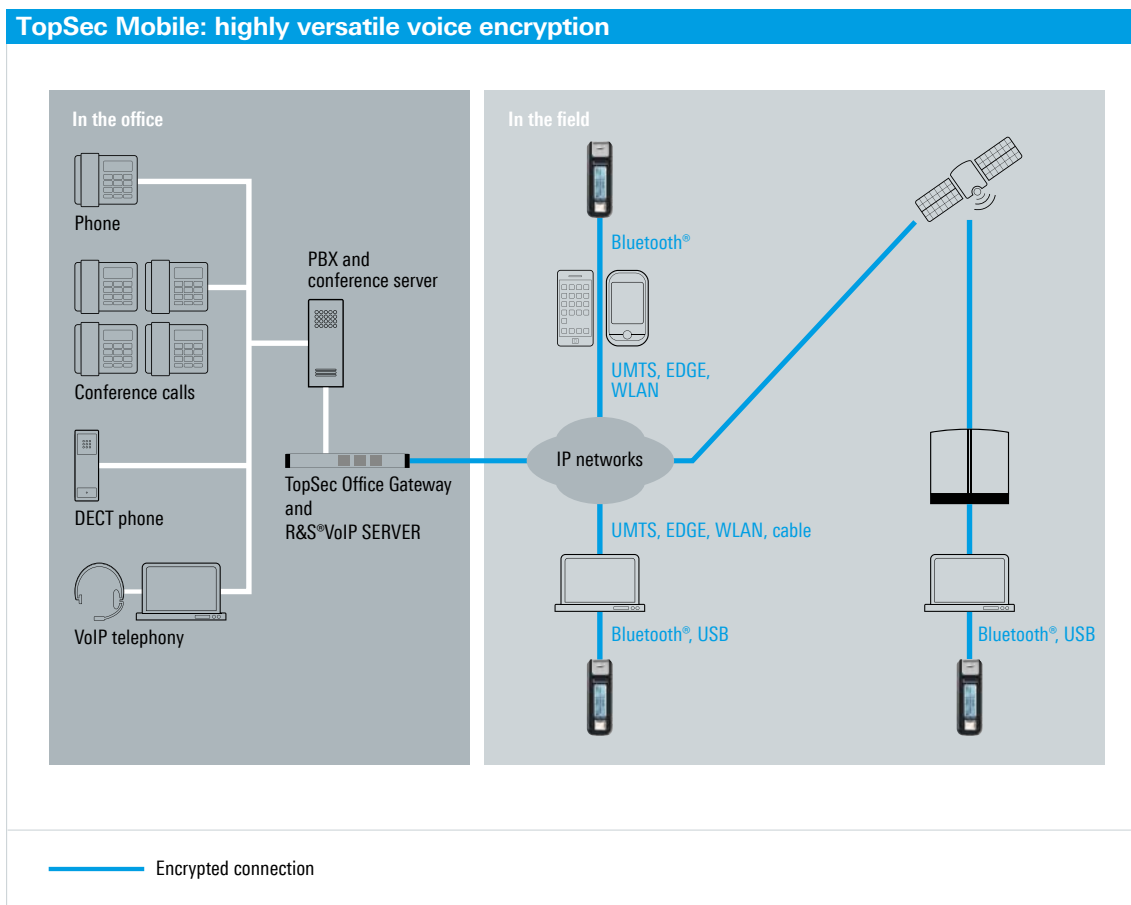 TopSec Mobile: highly versatile voice encryption
In the office
Phone
Conference calls
DECT phone
VoIP telephony
PBX and
conference server
TopSec Office Gateway
and
R&S®VoIP SERVER
In the field
Bluetooth®
UMTS, EDGE,
WLAN
IP networks
UMTS, EDGE, WLAN, cable
Bluetooth®, USB
Bluetooth®, USB
Encrypted connection